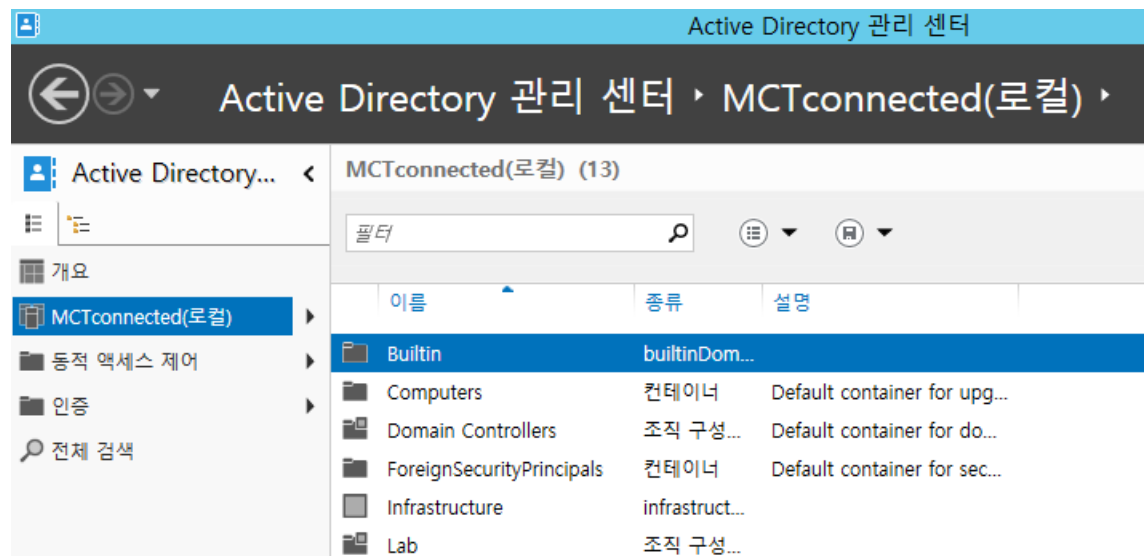 Active Directory 관리 센터
Active Directory 관리 센터 MCTconnected(로컬)
Active Directory...
MCTconnected(로컬) (13)
필터
개요
MCTconnected(로컬)
동적 액세스 제어
인증
전체 검색
이름 종류 설명
Builtin builtinDom...
Computers 컨테이너 Default container for upg...
Domain Controllers 조직 구성... Default container for do...
ForeignSecurityPrincipals 컨테이너 Default container for sec...
Infrastructure infrastruct...
Lab 조직 구성...